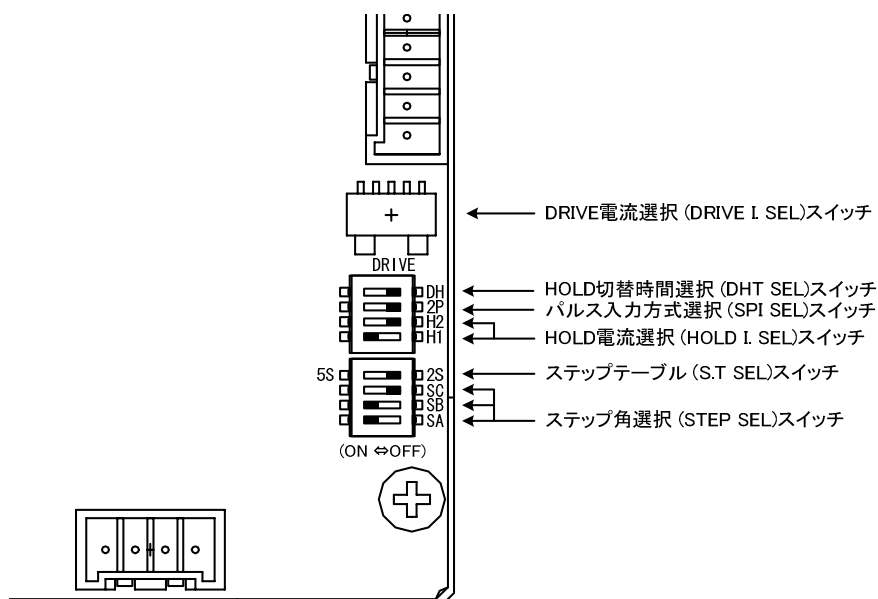 DRIVE電流選択 (DRIVE I. SEL)スイッチ
DRIVE
DH
HOLD切替時間選択 (DHT SEL)スイッチ
2P
パルス入力方式選択 (SPI SEL)スイッチ
H2
H1
HOLD電流選択 (HOLD I. SEL)スイッチ
5S
2S
ステップテーブル (S.T SEL)スイッチ
SC
SB
SA
ステップ角選択 (STEP SEL)スイッチ
(ON ⇔OFF)